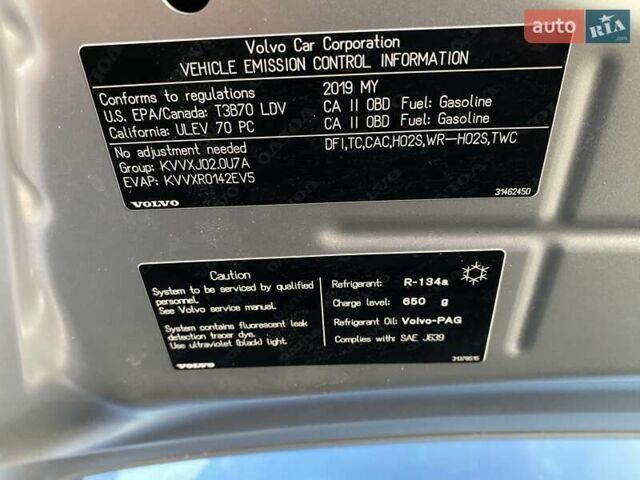 auto RIA .com
Volvo Car Corporation
VEHICLE EMISSION CONTROL INFORMATION
Conforms to regulations 2019 MY
U.S. EPA/Canada: T3B70 LDV CA II OBD Fuel: Gasoline
California: ULEV 70 PC CA II OBD Fuel: Gasoline
No adjustment needed DFI,TC,CAC,HO2S,WR-HO2S,TWC
Group: KVVXJ02.0U7A
EVAP: KVVXR0142EV5
VOLVO 31462450
Caution
System to be serviced by qualified
personnel.
See Volvo service manual.
System contains fluorescent leak
detection tracer dye.
Use ultraviolet (black) light.
VOLVO
Refrigerant: R-134a
Charge level: 650 g
Refrigerant Oil: Volvo-PAG
Complies with: SAE J639